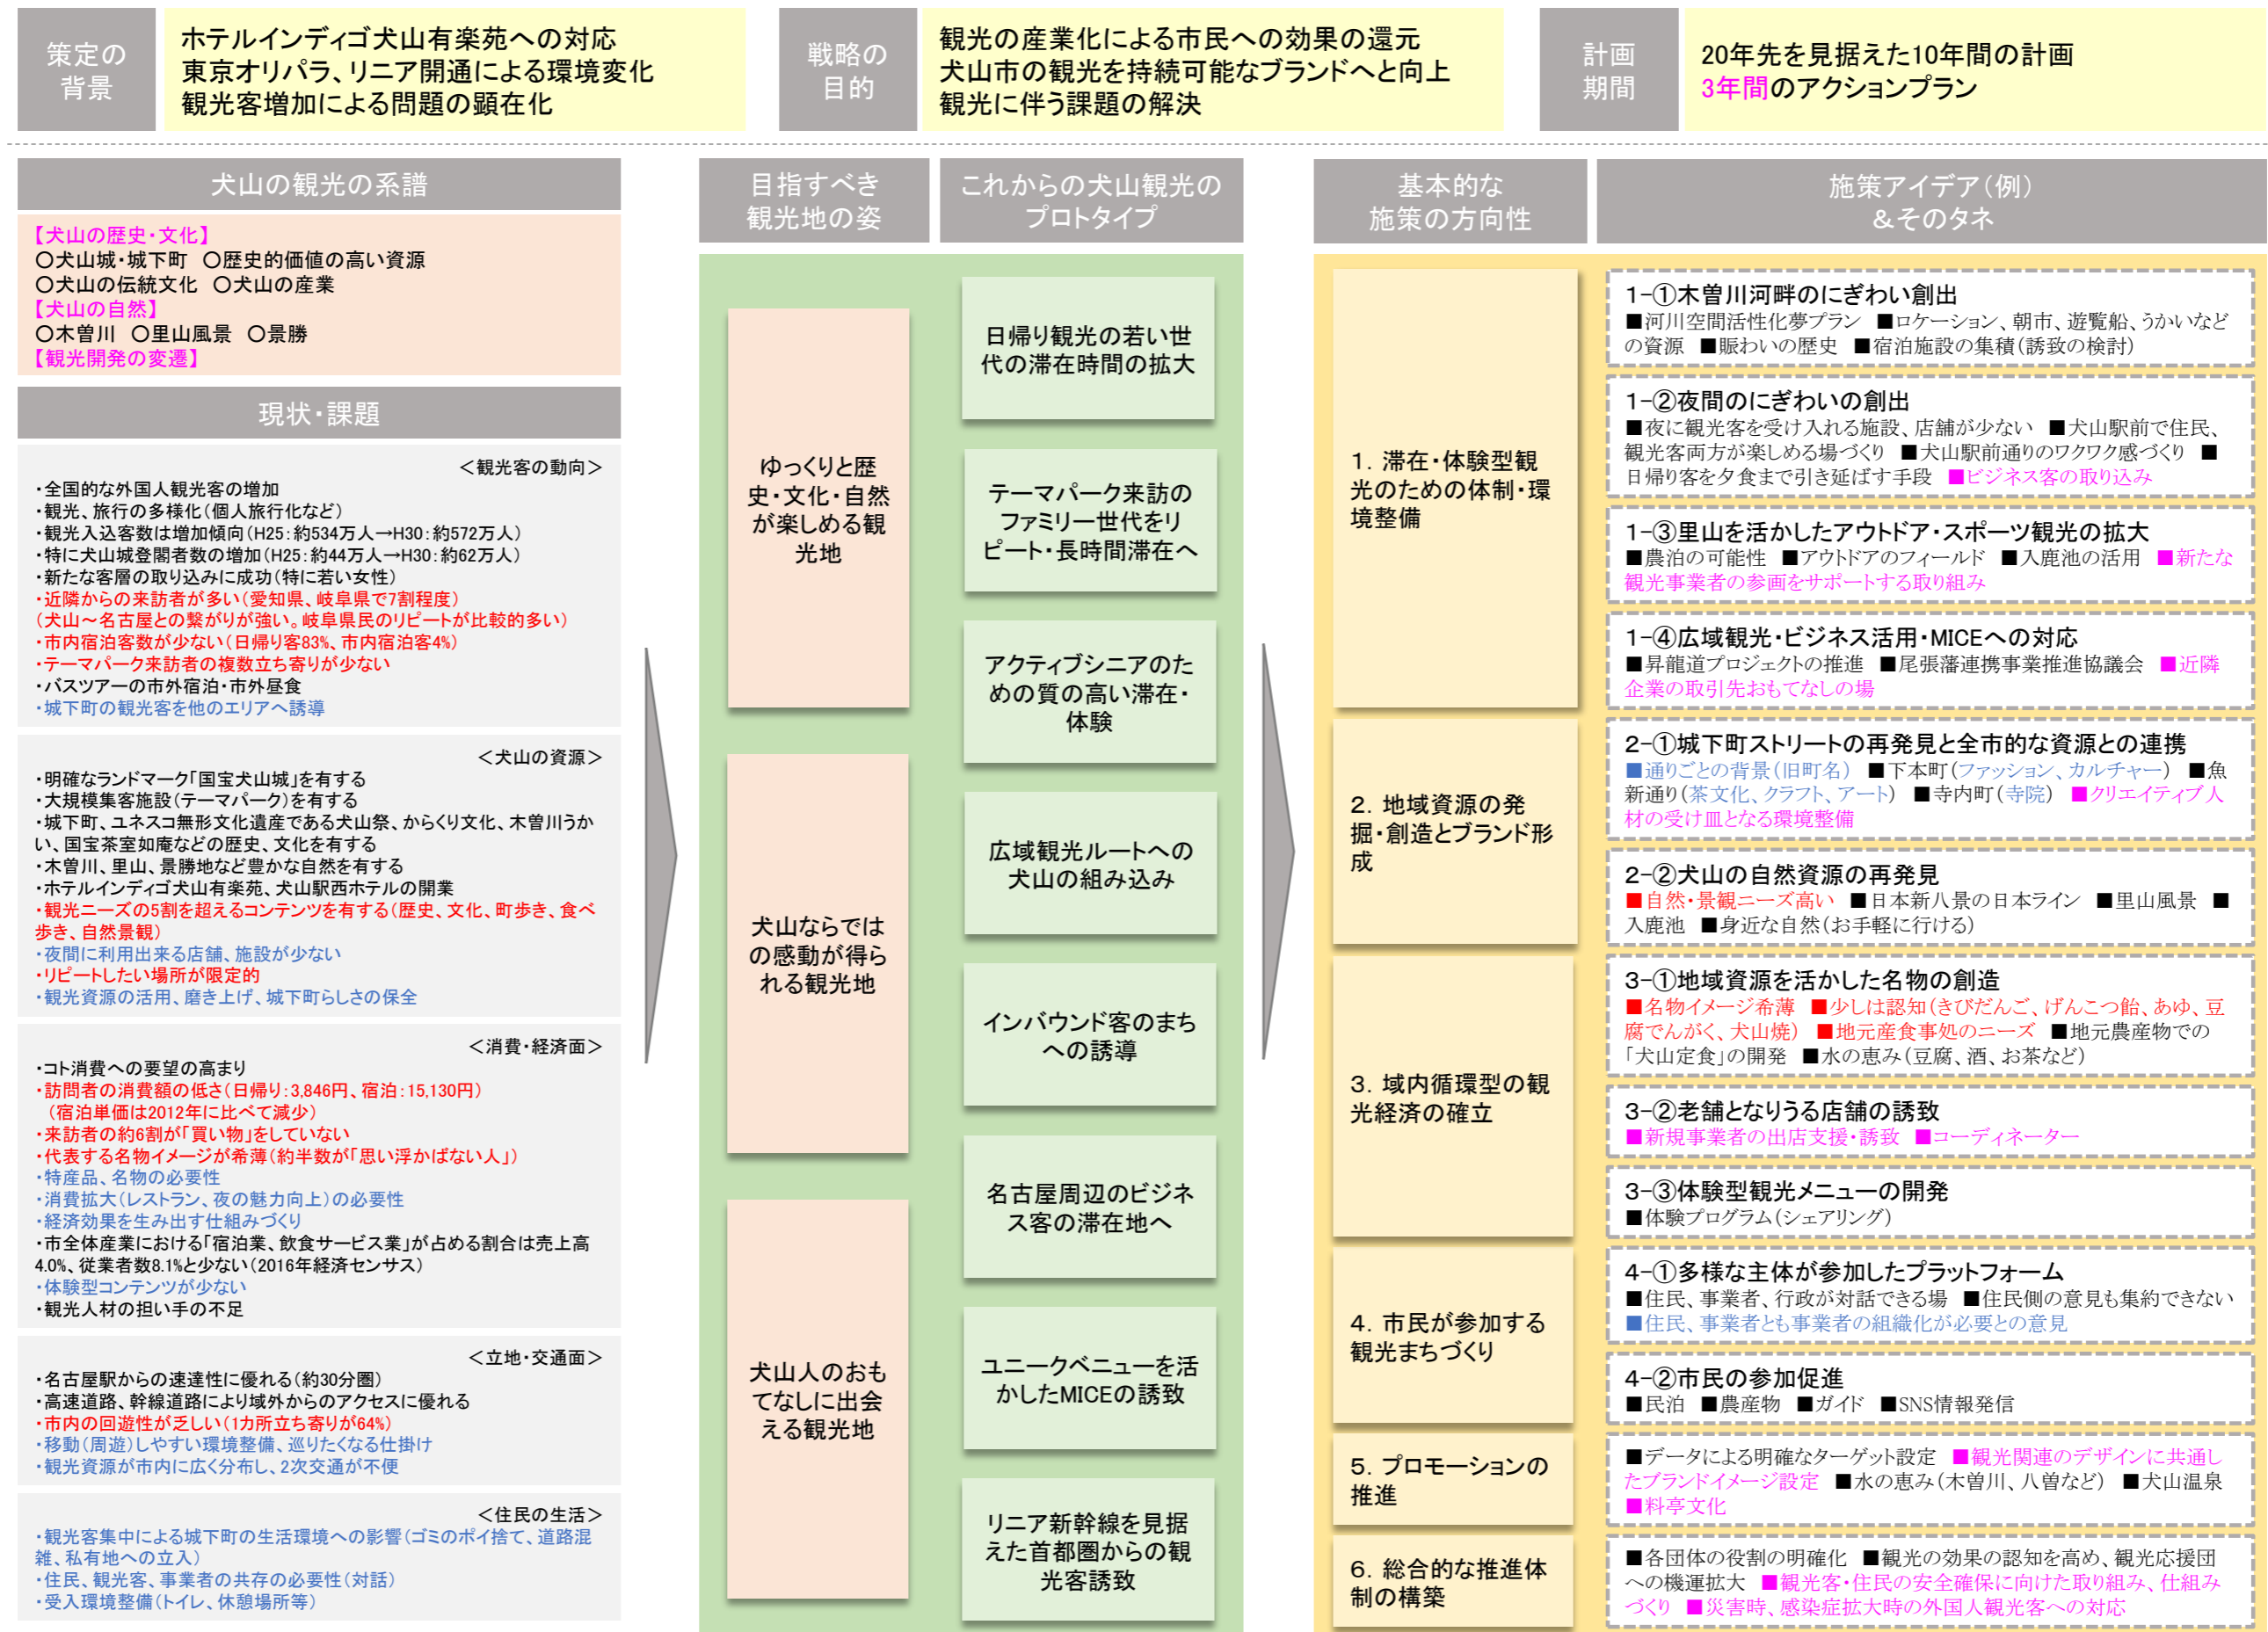 策定の
背景
ホテルインディゴ犬山有楽苑への対応
東京オリパラ、リニア開通による環境変化
観光客増加による問題の顕在化
戦略の
目的
観光の産業化による市民への効果の還元
犬山市の観光を持続可能なブランドへと向上
観光に伴う課題の解決
計画
期間
20年先を見据えた10年間の計画
3年間のアクションプラン
犬山の観光の系譜
【犬山の歴史・文化】
〇犬山城・城下町 〇歴史的価値の高い資源
〇犬山の伝統文化 〇犬山の産業
【犬山の自然】
〇木曽川 〇里山風景 〇景勝
【観光開発の変遷】
現状・課題
＜観光客の動向＞
・全国的な外国人観光客の増加
・観光、旅行の多様化（個人旅行化など）
・観光入込客数は増加傾向（H25：約534万人→H30：約572万人）
・特に犬山城登閣者数の増加（H25：約44万人→H30：約62万人）
・新たな客層の取り込みに成功（特に若い女性）
・近隣からの来訪者が多い（愛知県、岐阜県で7割程度）
（犬山～名古屋との繋がりが強い。岐阜県民のリピートが比較的多い）
・市内宿泊客数が少ない（日帰り客83%、市内宿泊客4%）
・テーマパーク来訪者の複数立ち寄りが少ない
・バスツアーの市外宿泊・市外昼食
・城下町の観光客を他のエリアへ誘導
＜犬山の資源＞
・明確なランドマーク「国宝犬山城」を有する
・大規模集客施設（テーマパーク）を有する
・城下町、ユネスコ無形文化遺産である犬山祭、からくり文化、木曽川うか
い、国宝茶室如庵などの歴史、文化を有する
・木曽川、里山、景勝地など豊かな自然を有する
・ホテルインディゴ犬山有楽苑、犬山駅西ホテルの開業
・観光ニーズの5割を超えるコンテンツを有する（歴史、文化、町歩き、食べ
歩き、自然景観）
・夜間に利用出来る店舗、施設が少ない
・リピートしたい場所が限定的
・観光資源の活用、磨き上げ、城下町らしさの保全
＜消費・経済面＞
・コト消費への要望の高まり
・訪問者の消費額の低さ（日帰り：3,846円、宿泊：15,130円）
（宿泊単価は2012年に比べて減少）
・来訪者の約6割が「買い物」をしていない
・代表する名物イメージが希薄（約半数が「思い浮かばない人」）
・特産品、名物の必要性
・消費拡大（レストラン、夜の魅力向上）の必要性
・経済効果を生み出す仕組みづくり
・市全体産業における「宿泊業、飲食サービス業」が占める割合は売上高
4.0%、従業者数8.1%と少ない（2016年経済センサス）
・体験型コンテンツが少ない
・観光人材の担い手の不足
＜立地・交通面＞
・名古屋駅からの速達性に優れる（約30分圏）
・高速道路、幹線道路により域外からのアクセスに優れる
・市内の回遊性が乏しい（1カ所立ち寄りが64%）
・移動（周遊）しやすい環境整備、巡りたくなる仕掛け
・観光資源が市内に広く分布し、2次交通が不便
＜住民の生活＞
・観光客集中による城下町の生活環境への影響（ゴミのポイ捨て、道路混
雑、私有地への立入）
・住民、観光客、事業者の共存の必要性（対話）
・受入環境整備（トイレ、休憩場所等）
目指すべき
観光地の姿
ゆっくりと歴
史・文化・自然
が楽しめる観
光地
犬山ならでは
の感動が得ら
れる観光地
犬山人のおも
てなしに出会
える観光地
これからの犬山観光の
プロトタイプ
日帰り観光の若い世
代の滞在時間の拡大
テーマパーク来訪の
ファミリー世代をリ
ピート・長時間滞在へ
アクティブシニアのた
めの質の高い滞在・
体験
広域観光ルートへの
犬山の組み込み
インバウンド客のまち
への誘導
名古屋周辺のビジネ
ス客の滞在地へ
ユニークベニューを活
かしたMICEの誘致
リニア新幹線を見据
えた首都圏からの観
光客誘致
基本的な
施策の方向性
施策アイデア（例）
＆そのタネ
1．滞在・体験型観
光のための体制・環
境整備
1-①木曽川河畔のにぎわい創出
■河川空間活性化夢プラン ■ロケーション、朝市、遊覧船、うかいなど
の資源 ■賑わいの歴史 ■宿泊施設の集積（誘致の検討）
1-②夜間のにぎわいの創出
■夜に観光客を受け入れる施設、店舗が少ない ■犬山駅前で住民、
観光客両方が楽しめる場づくり ■犬山駅前通りのワクワク感づくり ■
日帰り客を夕食まで引き延ばす手段 ■ビジネス客の取り込み
1-③里山を活かしたアウトドア・スポーツ観光の拡大
■農泊の可能性 ■アウトドアのフィールド ■入鹿池の活用 ■新たな
観光事業者の参画をサポートする取り組み
1-④広域観光・ビジネス活用・MICEへの対応
■昇龍道プロジェクトの推進 ■尾張藩連携事業推進協議会 ■近隣
企業の取引先おもてなしの場
2．地域資源の発
掘・創造とブランド形
成
2-①城下町ストリートの再発見と全市的な資源との連携
■通りごとの背景（旧町名） ■下本町（ファッション、カルチャー） ■魚
新通り（茶文化、クラフト、アート） ■寺内町（寺院） ■クリエイティブ人
材の受け皿となる環境整備
2-②犬山の自然資源の再発見
■自然・景観ニーズ高い ■日本新八景の日本ライン ■里山風景 ■
入鹿池 ■身近な自然（お手軽に行ける）
3．域内循環型の観
光経済の確立
3-①地域資源を活かした名物の創造
■名物イメージ希薄 ■少しは認知（きびだんご、げんこつ飴、あゆ、豆
腐でんがく、犬山焼） ■地元産食事処のニーズ ■地元農産物での
「犬山定食」の開発 ■水の恵み（豆腐、酒、お茶など）
3-②老舗となりうる店舗の誘致
■新規事業者の出店支援・誘致 ■コーディネーター
3-③体験型観光メニューの開発
■体験プログラム（シェアリング）
4．市民が参加する
観光まちづくり
4-①多様な主体が参加したプラットフォーム
■住民、事業者、行政が対話できる場 ■住民側の意見も集約できない
■住民、事業者とも事業者の組織化が必要との意見
4-②市民の参加促進
■民泊 ■農産物 ■ガイド ■SNS情報発信
5．プロモーションの
推進
■データによる明確なターゲット設定 ■観光関連のデザインに共通し
たブランドイメージ設定 ■水の恵み（木曽川、八曽など） ■犬山温泉
■料亭文化
6．総合的な推進体
制の構築
■各団体の役割の明確化 ■観光の効果の認知を高め、観光応援団
への機運拡大 ■観光客・住民の安全確保に向けた取り組み、仕組み
づくり ■災害時、感染症拡大時の外国人観光客への対応